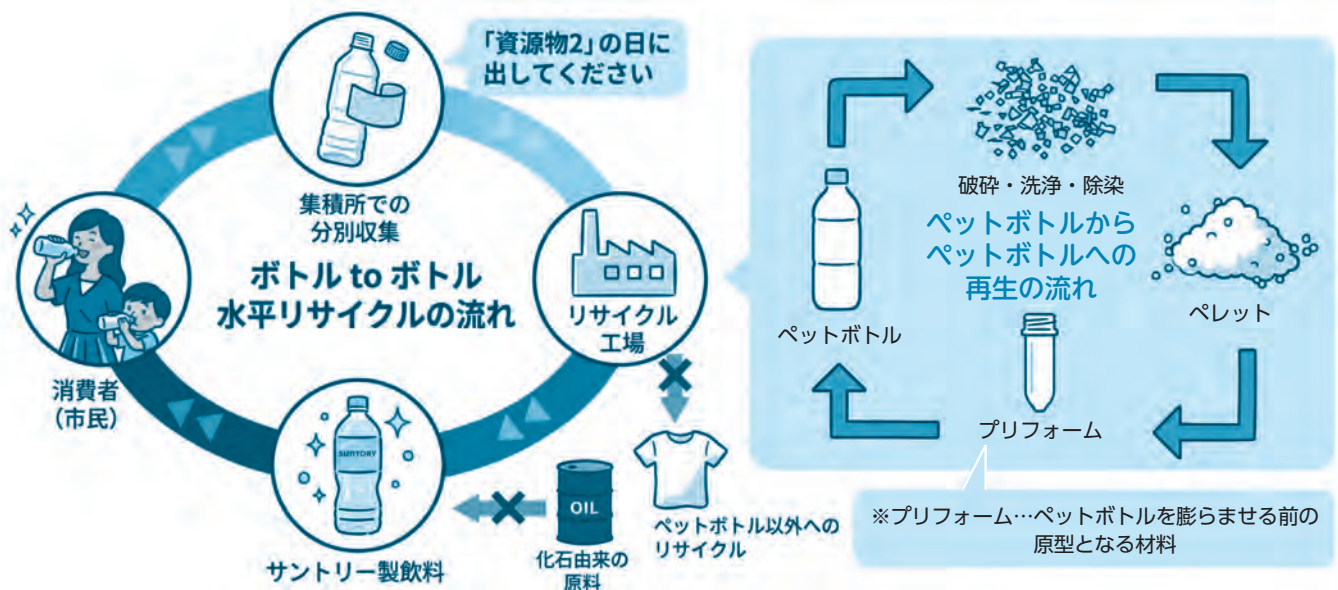 「資源物2」の日に
出してください
集積所での
分別収集
ボトル to ボトル
水平リサイクルの流れ
消費者
(市民)
リサイクル
工場
SUNTORY
サントリー製飲料
OIL
化石由来の
原料
ペットボトル以外への
リサイクル
破砕・洗浄・除染
ペットボトルから
ペットボトルへの
再生の流れ
ペットボトル
ペレット
プリフォーム
※プリフォーム…ペットボトルを膨らませる前の
原型となる材料